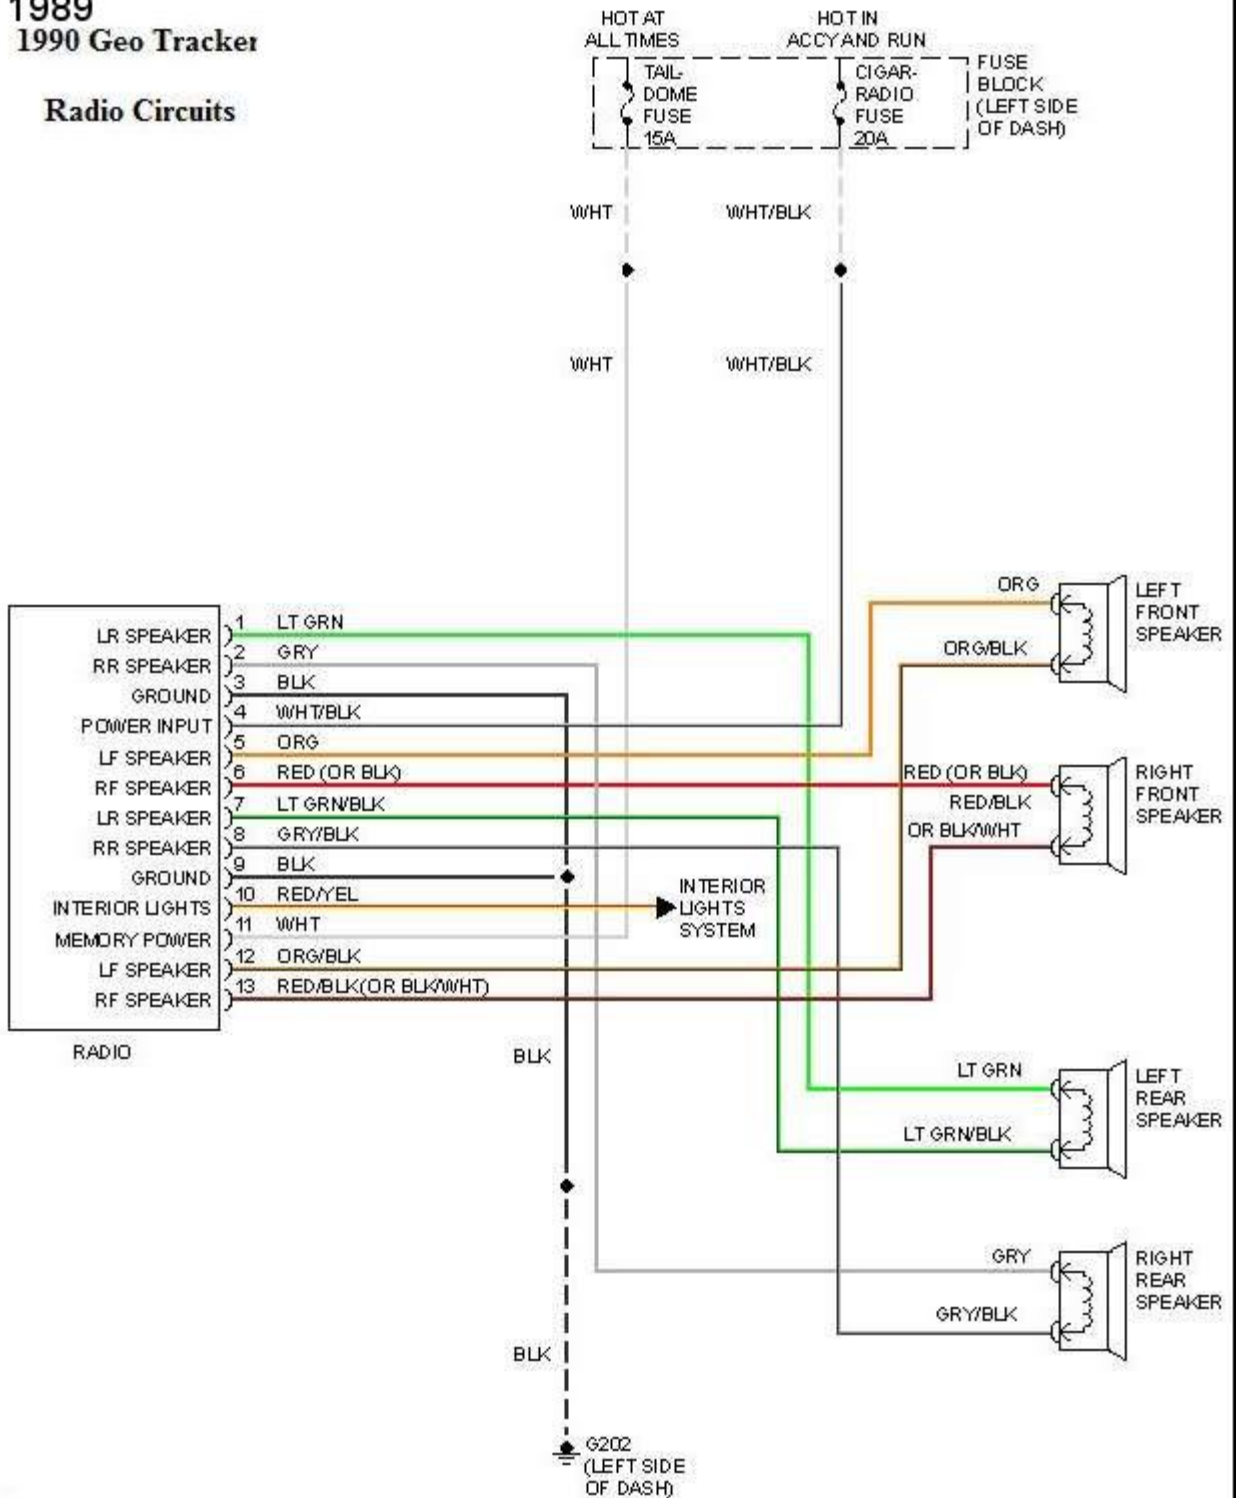 1989
1990 Geo Tracker
Radio Circuits
HOT AT
ALL TIMES
HOT IN
ACCY AND RUN
TAIL-
DOME
FUSE
15A
CIGAR-
RADIO
FUSE
20A
FUSE
BLOCK
(LEFT SIDE
OF DASH)
WHT
WHT/BLK
WHT
WHT/BLK
LR SPEAKER 1 LT GRN
RR SPEAKER 2 GRY
GROUND 3 BLK
POWER INPUT 4 WHT/BLK
LF SPEAKER 5 ORG
RF SPEAKER 6 RED (OR BLK)
LR SPEAKER 7 LT GRN/BLK
RR SPEAKER 8 GRY/BLK
GROUND 9 BLK
INTERIOR LIGHTS 10 RED/YEL
MEMORY POWER 11 WHT
LF SPEAKER 12 ORG/BLK
RF SPEAKER 13 RED/BLK(OR BLK/WHT)
RADIO
INTERIOR
LIGHTS
SYSTEM
ORG
ORG/BLK
LEFT
FRONT
SPEAKER
RED (OR BLK)
RED/BLK
OR BLK/WHT
RIGHT
FRONT
SPEAKER
BLK
LT GRN
LT GRN/BLK
LEFT
REAR
SPEAKER
GRY
GRY/BLK
RIGHT
REAR
SPEAKER
BLK
G202
(LEFT SIDE
OF DASH)